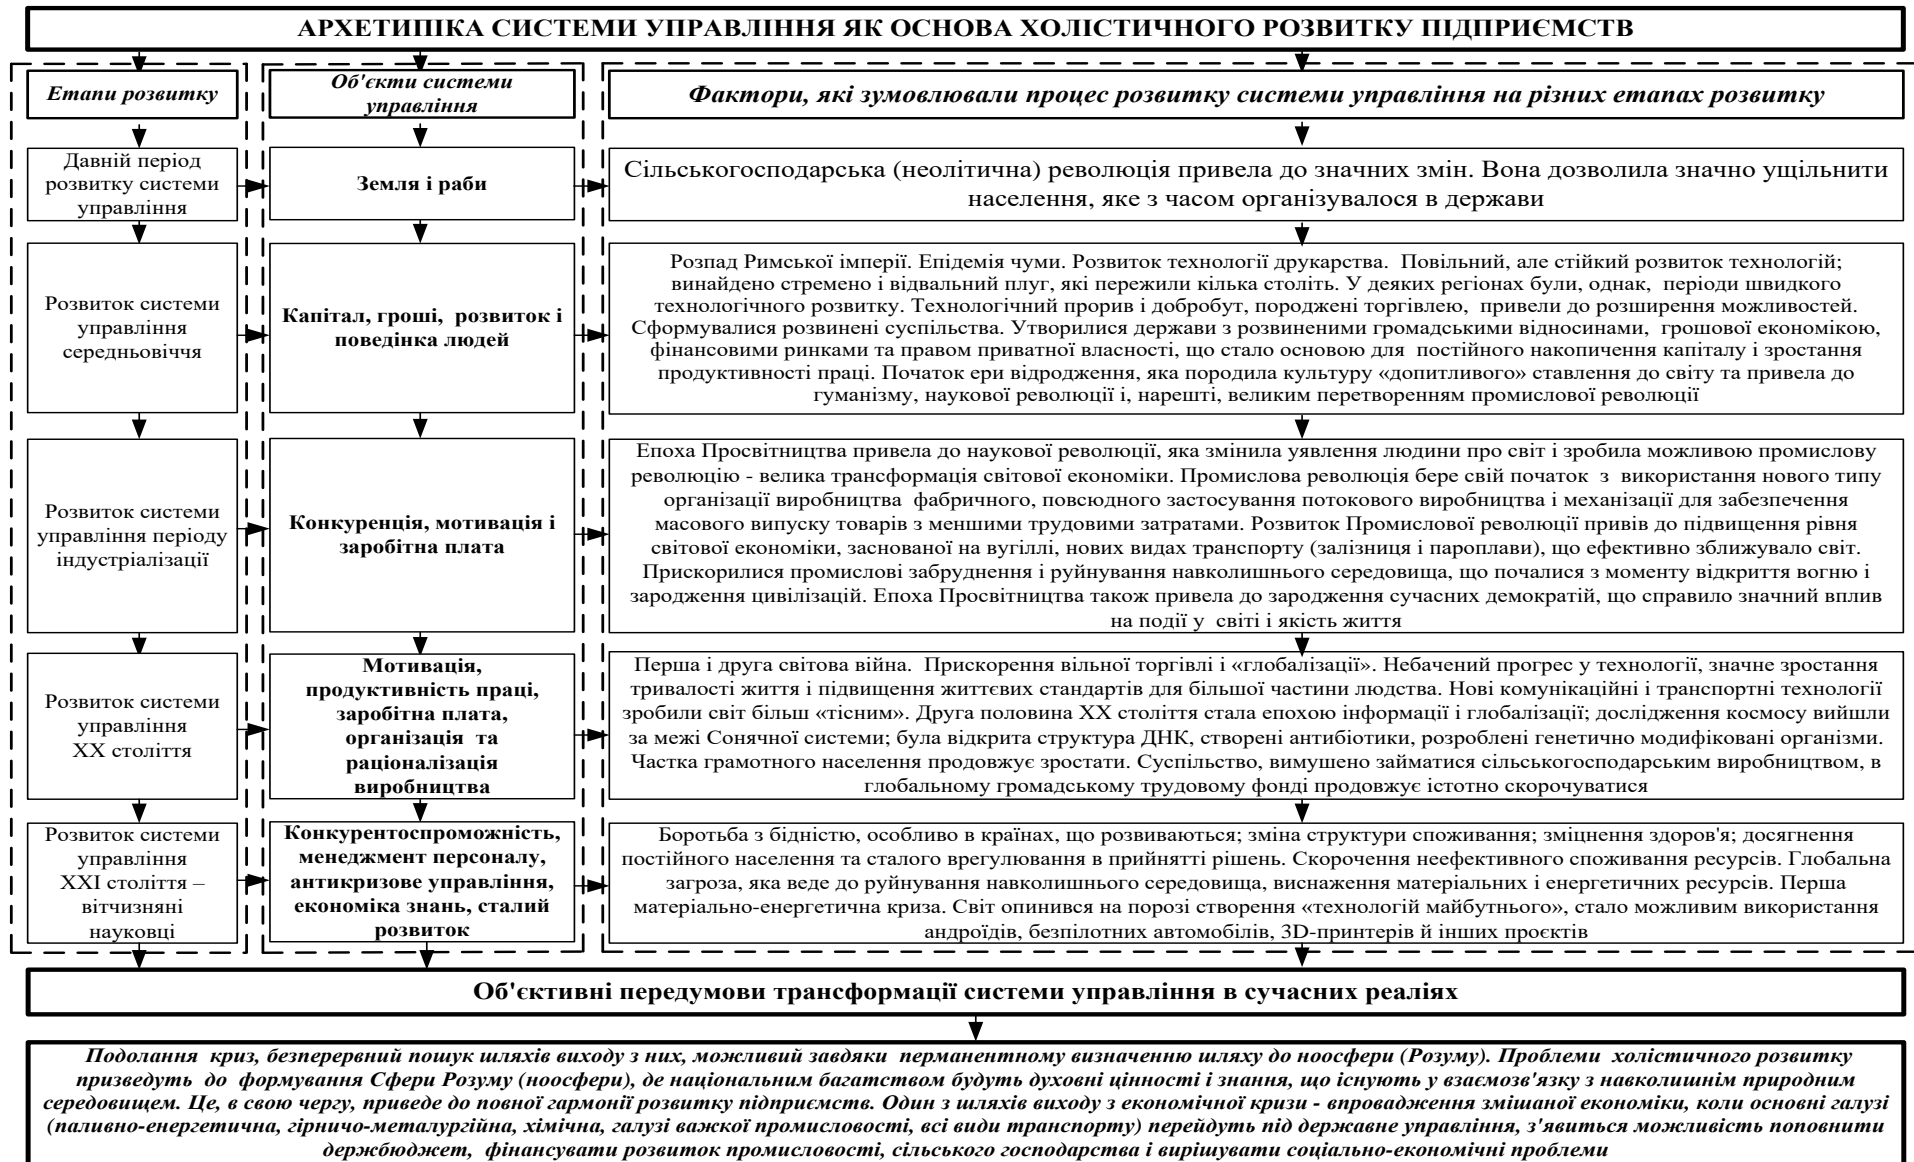 АРХЕТИПІКА СИСТЕМИ УПРАВЛІННЯ ЯК ОСНОВА ХОЛІСТИЧНОГО РОЗВИТКУ ПІДПРИЄМСТВ
Етапи розвитку
Об'єкти системи
управління
Фактори, які зумовлювали процес розвитку системи управління на різних етапах розвитку
Давній період
розвитку системи
управління
Земля і раби
Сільськогосподарська (неолітична) революція привела до значних змін. Вона дозволила значно ущільнити
населення, яке з часом організувалося в держави
Розвиток системи
управління
середньовіччя
Капітал, гроші, розвиток і
поведінка людей
Розпад Римської імперії. Епідемія чуми. Розвиток технології друкарства. Повільний, але стійкий розвиток технологій;
винайдено стремено і відвальний плуг, які пережили кілька століть. У деяких регіонах були, однак, періоди швидкого
технологічного розвитку. Технологічний прорив і добробут, породжені торгівлею, привели до розширення можливостей.
Сформувалися розвинені суспільства. Утворилися держави з розвиненими громадськими відносинами, грошової економікою,
фінансовими ринками та правом приватної власності, що стало основою для постійного накопичення капіталу і зростання
продуктивності праці. Початок ери відродження, яка породила культуру «допитливого» ставлення до світу та привела до
гуманізму, наукової революції і, нарешті, великим перетворенням промислової революції
Розвиток системи
управління періоду
індустріалізації
Конкуренція, мотивація і
заробітна плата
Епоха Просвітництва привела до наукової революції, яка змінила уявлення людини про світ і зробила можливою промислову
революцію - велика трансформація світової економіки. Промислова революція бере свій початок з використання нового типу
організації виробництва фабричного, повсюдного застосування потокового виробництва і механізації для забезпечення
масового випуску товарів з меншими трудовими затратами. Розвиток Промислової революції привів до підвищення рівня
світової економіки, заснованої на вугіллі, нових видах транспорту (залізниця і пароплави), що ефективно зближувало світ.
Прискорилися промислові забруднення і руйнування навколишнього середовища, що почалися з моменту відкриття вогню і
зародження цивілізацій. Епоха Просвітництва також привела до зародження сучасних демократій, що справило значний вплив
на події у світі і якість життя
Розвиток системи
управління
XX століття
Мотивація,
продуктивність праці,
заробітна плата,
організація та
раціоналізація
виробництва
Перша і друга світова війна. Прискорення вільної торгівлі і «глобалізації». Небачений прогрес у технології, значне зростання
тривалості життя і підвищення життєвих стандартів для більшої частини людства. Нові комунікаційні і транспортні технології
зробили світ більш «тісним». Друга половина XX століття стала епохою інформації і глобалізації; дослідження космосу вийшли
за межі Сонячної системи; була відкрита структура ДНК, створені антибіотики, розроблені генетично модифіковані організми.
Частка грамотного населення продовжує зростати. Суспільство, вимушено займатися сільськогосподарським виробництвом, в
глобальному громадському трудовому фонді продовжує істотно скорочуватися
Розвиток системи
управління
XXI століття –
вітчизняні
науковці
Конкурентоспроможність,
менеджмент персоналу,
антикризове управління,
економіка знань, сталий
розвиток
Боротьба з бідністю, особливо в країнах, що розвиваються; зміна структури споживання; зміцнення здоров'я; досягнення
постійного населення та сталого врегулювання в прийнятті рішень. Скорочення неефективного споживання ресурсів. Глобальна
загроза, яка веде до руйнування навколишнього середовища, виснаження матеріальних і енергетичних ресурсів. Перша
матеріально-енергетична криза. Світ опинився на порозі створення «технологій майбутнього», стало можливим використання
андроїдів, безпілотних автомобілів, 3D-принтерів й інших проєктів
Об'єктивні передумови трансформації системи управління в сучасних реаліях
Подолання криз, безперервний пошук шляхів виходу з них, можливий завдяки перманентному визначенню шляху до ноосфери (Розуму). Проблеми холістичного розвитку
призведуть до формування Сфери Розуму (ноосфери), де національним багатством будуть духовні цінності і знання, що існують у взаємозв'язку з навколишнім природним
середовищем. Це, в свою чергу, приведе до повної гармонії розвитку підприємств. Один з шляхів виходу з економічної кризи - впровадження змішаної економіки, коли основні галузі
(паливно-енергетична, гірничо-металургійна, хімічна, галузі важкої промисловості, всі види транспорту) перейдуть під державне управління, з'явиться можливість поповнити
держбюджет, фінансувати розвиток промисловості, сільського господарства і вирішувати соціально-економічні проблеми